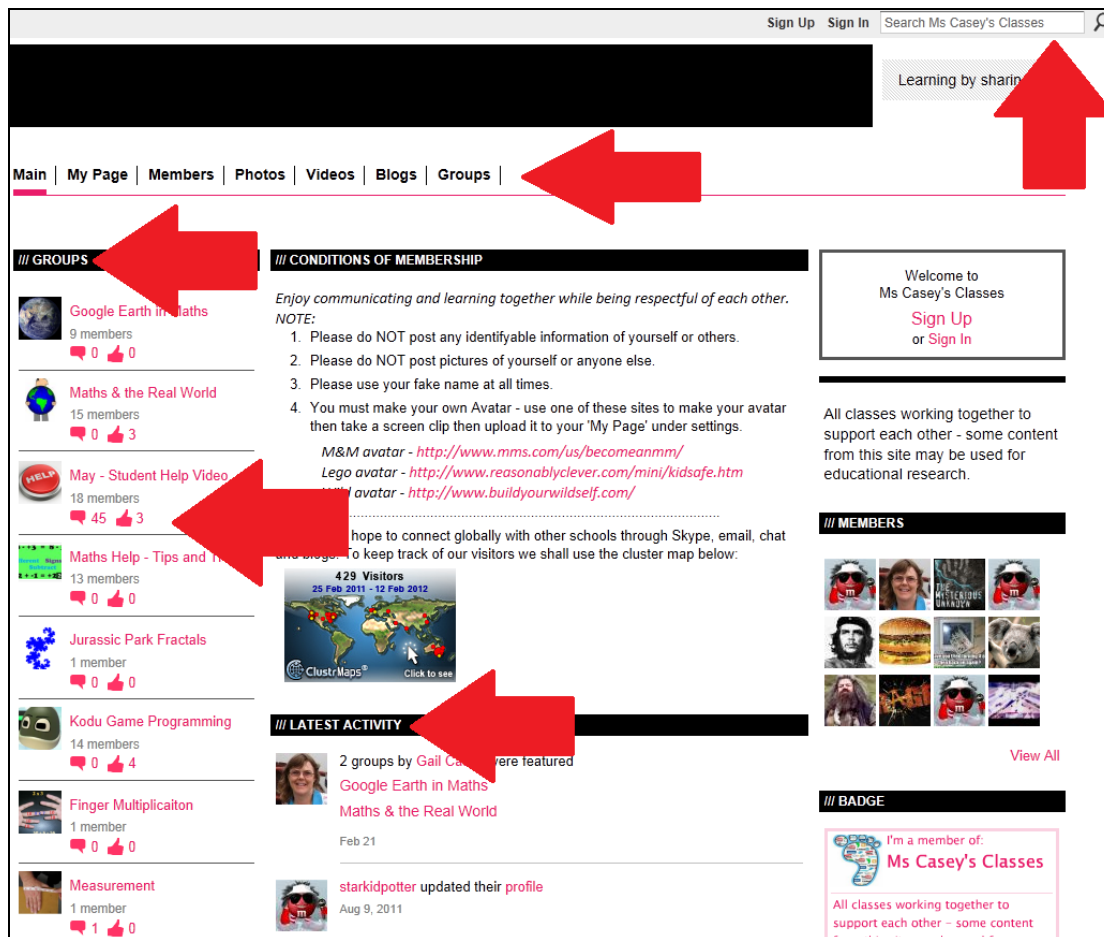 Sign Up Sign In Search Ms Casey's Classes
Learning by sharin
Main | My Page | Members | Photos | Videos | Blogs | Groups |
/// GROUPS
Google Earth in Maths
9 members
0 0
Maths & the Real World
15 members
0 3
HELP
May - Student Help Video
18 members
45 3
Maths Help - Tips and
13 members
0 0
Jurassic Park Fractals
1 member
0 0
Kodu Game Programming
14 members
0 4
Finger Multiplicaiton
1 member
0 0
Measurement
1 member
1 0
/// CONDITIONS OF MEMBERSHIP
Enjoy communicating and learning together while being respectful of each other.
NOTE:
1. Please do NOT post any identifyable information of yourself or others.
2. Please do NOT post pictures of yourself or anyone else.
3. Please use your fake name at all times.
4. You must make your own Avatar - use one of these sites to make your avatar
then take a screen clip then upload it to your 'My Page' under settings.
M&M avatar - http://www.mms.com/us/becomeanmm/
Lego avatar - http://www.reasonablyclever.com/mini/kidsafe.htm
avatar - http://www.buildyourwildself.com/
hope to connect globally with other schools through Skype, email, chat
To keep track of our visitors we shall use the cluster map below:
429 Visitors
25 Feb 2011 - 12 Feb 2012
ClustrMaps® Click to see
/// LATEST ACTIVITY
2 groups by Gail were featured
Google Earth in Maths
Maths & the Real World
Feb 21
starkidpotter updated their profile
Aug 9, 2011
Welcome to
Ms Casey's Classes
Sign Up
or Sign In
All classes working together to
support each other - some content
from this site may be used for
educational research.
/// MEMBERS
THE
MYSTERIOUS
UNKNOWN
View All
/// BADGE
I'm a member of:
Ms Casey's Classes
All classes working together to
support each other – some content